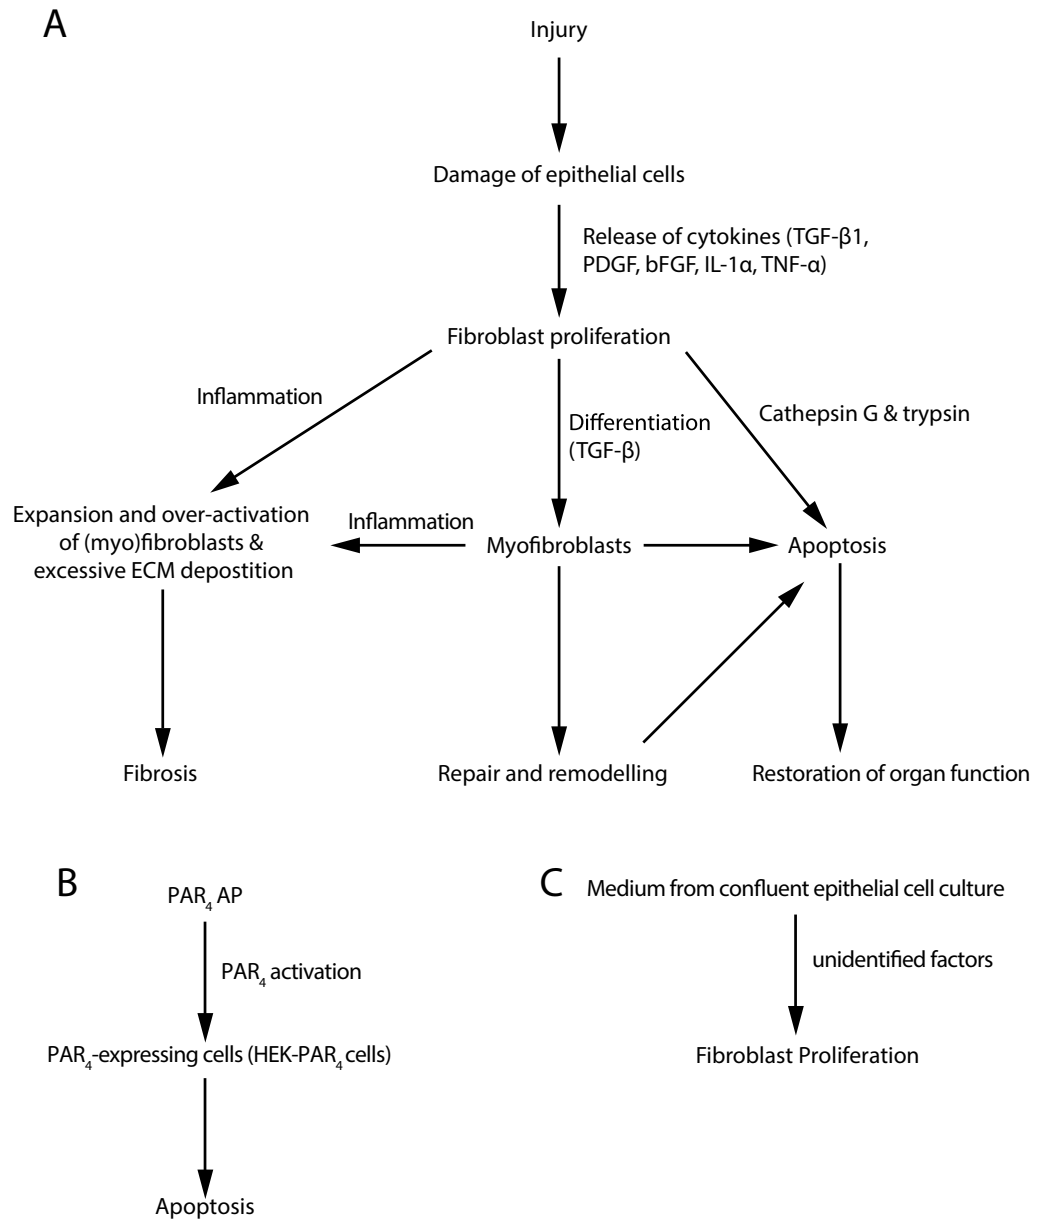 A
Injury
Damage of epithelial cells
Release of cytokines (TGF-β1,
PDGF, bFGF, IL-1α, TNF-α)
Fibroblast proliferation
Inflammation
Differentiation
(TGF-β)
Cathepsin G & trypsin
Expansion and over-activation
of (myo)fibroblasts &
excessive ECM depostition
Inflammation
Myofibroblasts
Apoptosis
Fibrosis
Repair and remodelling
Restoration of organ function
B
PAR₄ AP
PAR₄ activation
PAR₄-expressing cells (HEK-PAR₄ cells)
Apoptosis
C
Medium from confluent epithelial cell culture
unidentified factors
Fibroblast Proliferation